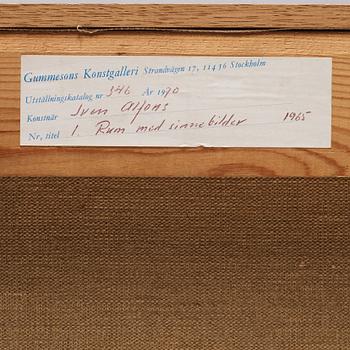 Gummesons Konstgalleri Strandvägen 17, 114 56 Stockholm
Utställningskatalog nr 346 År 1970
Konstnär Sven Alfons
Nr, titel 1. Rum med sinnebilder 1965